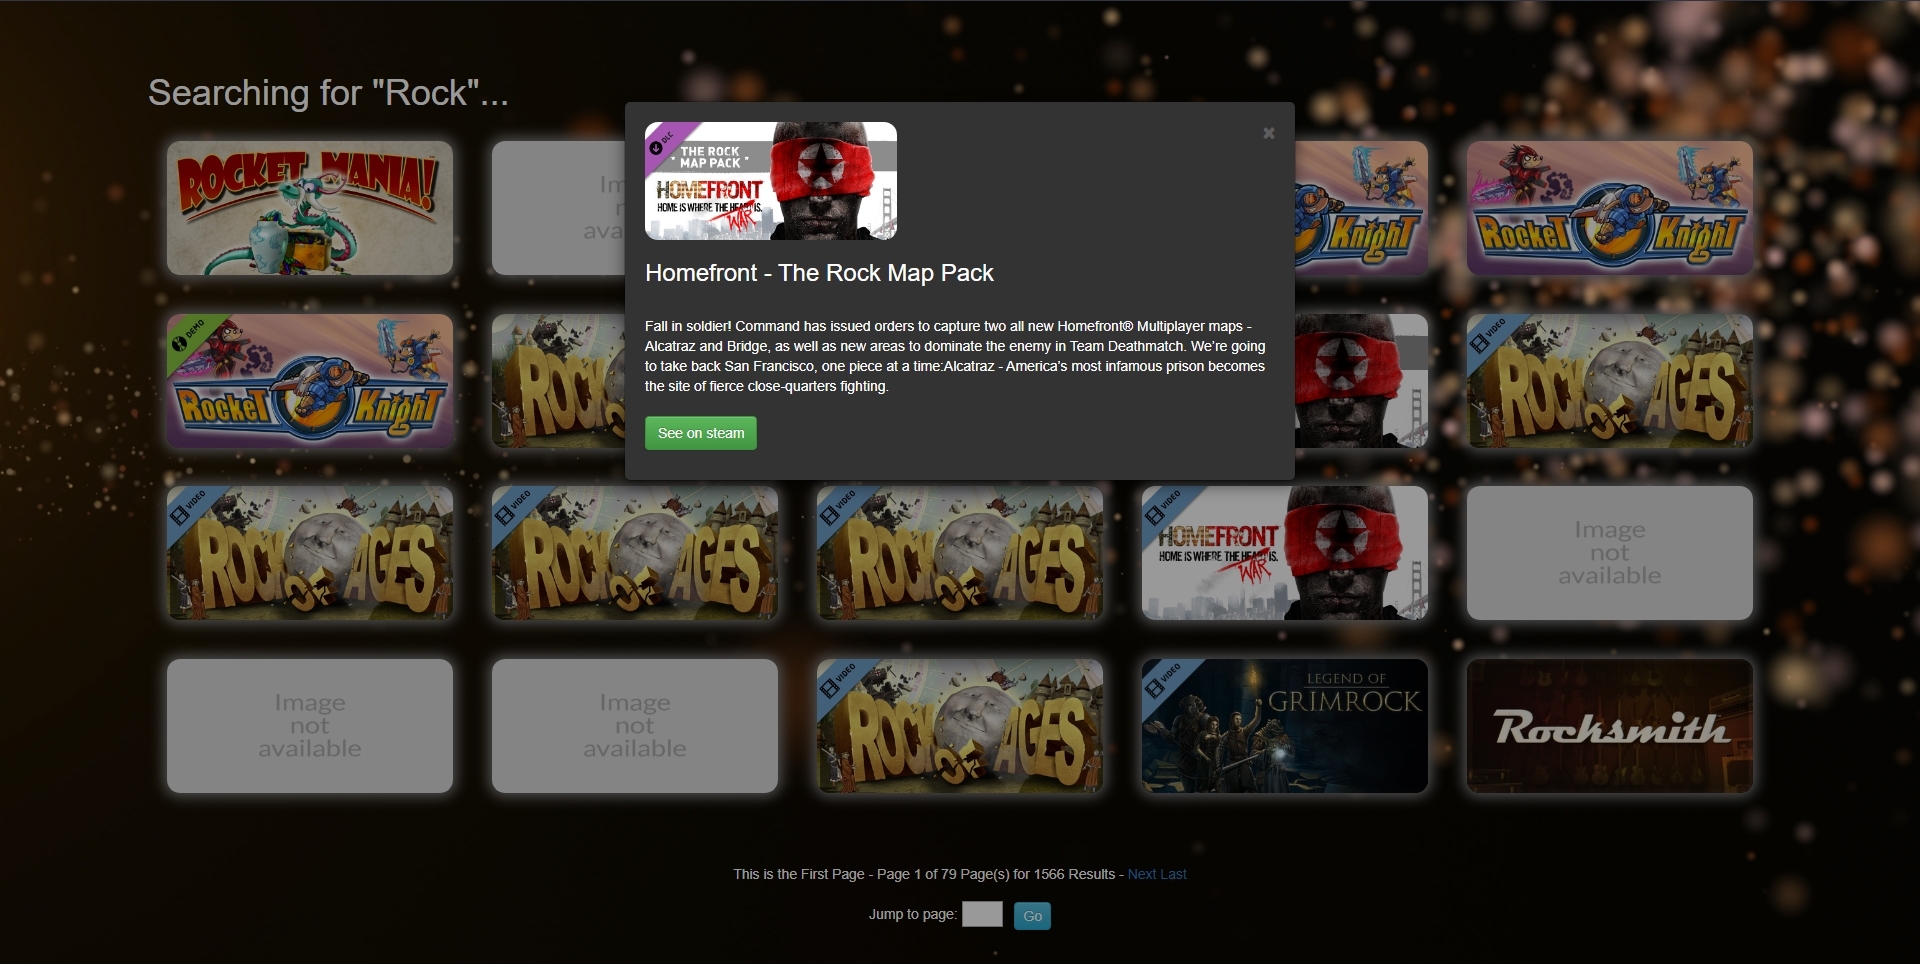 Searching for "Rock"...
ROCKET MANIA!
Im
n
ava
DLC
THE ROCK
" MAP PACK "
HOMEFRONT
HOME IS WHERE THE HEART IS.
WAR
Knight
Rocket Knight
Homefront - The Rock Map Pack
Fall in soldier! Command has issued orders to capture two all new Homefront® Multiplayer maps -
Alcatraz and Bridge, as well as new areas to dominate the enemy in Team Deathmatch. We're going
to take back San Francisco, one piece at a time:Alcatraz - America's most infamous prison becomes
the site of fierce close-quarters fighting.
See on steam
DEMO
Rocket Knight
ROCK
VIDEO
ROCK OF AGES
VIDEO
ROCK OF AGES
VIDEO
ROCK OF AGES
VIDEO
ROCK OF AGES
VIDEO
HOMEFRONT
HOME IS WHERE THE HEART IS.
WAR
Image
not
available
Image
not
available
Image
not
available
VIDEO
ROCK OF AGES
VIDEO
LEGEND OF
GRIMROCK
Rocksmith
This is the First Page - Page 1 of 79 Page(s) for 1566 Results - Next Last
Jump to page:
Go